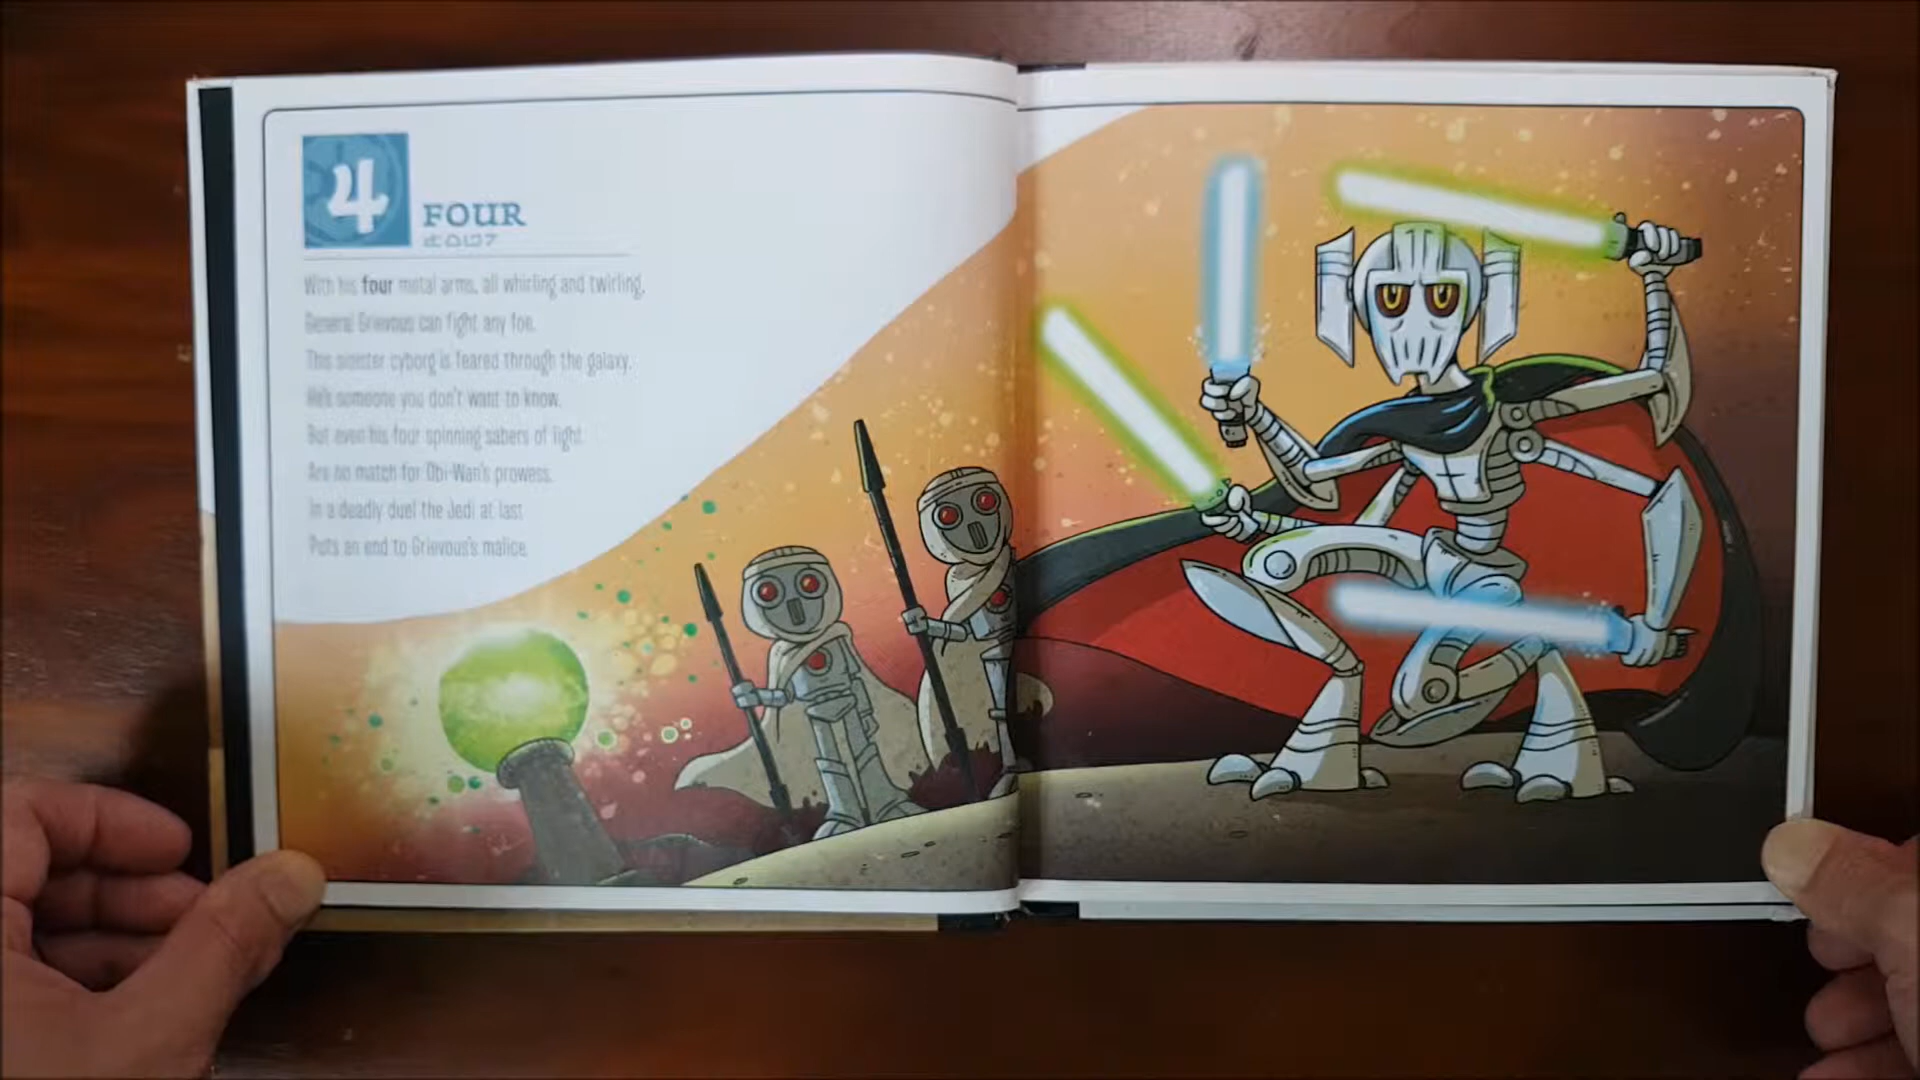 4
FOUR
With his four metal arms, all whirling and twirling,
General Grievous can fight any foe.
This sinister cyborg is feared through the galaxy.
He's someone you don't want to know.
But even his four spinning sabers of light
Are no match for Obi-Wan's prowess.
In a deadly duel the Jedi at last
Puts an end to Grievous's malice.